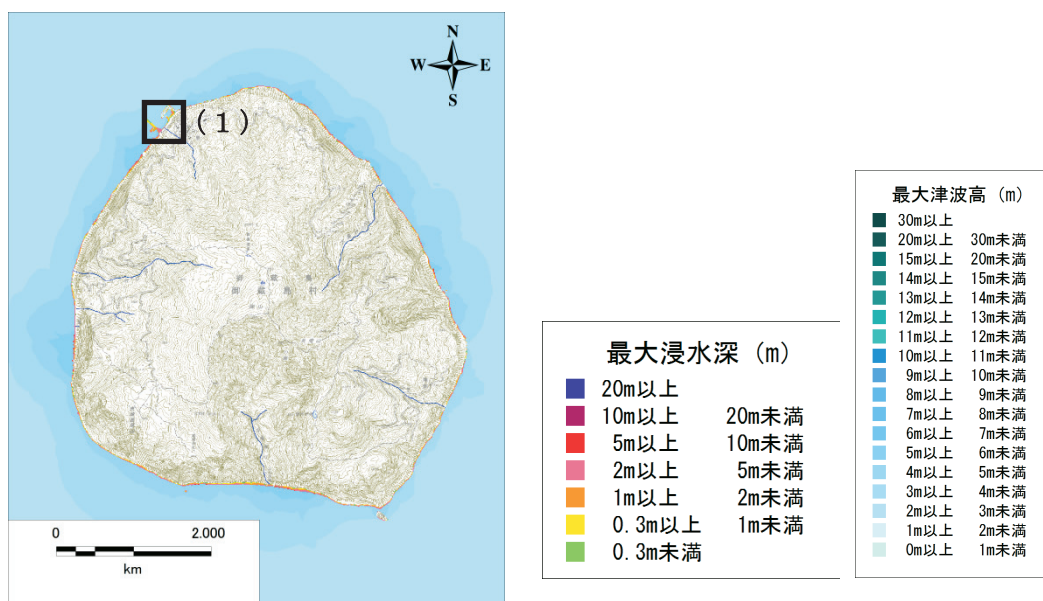 N
W E
S
(１)
御蔵島村
0 2.000
km
最大浸水深 (m)
20m以上
10m以上 20m未満
5m以上 10m未満
2m以上 5m未満
1m以上 2m未満
0.3m以上 1m未満
0.3m未満
最大津波高 (m)
30m以上
20m以上 30m未満
15m以上 20m未満
14m以上 15m未満
13m以上 14m未満
12m以上 13m未満
11m以上 12m未満
10m以上 11m未満
9m以上 10m未満
8m以上 9m未満
7m以上 8m未満
6m以上 7m未満
5m以上 6m未満
4m以上 5m未満
3m以上 4m未満
2m以上 3m未満
1m以上 2m未満
0m以上 1m未満